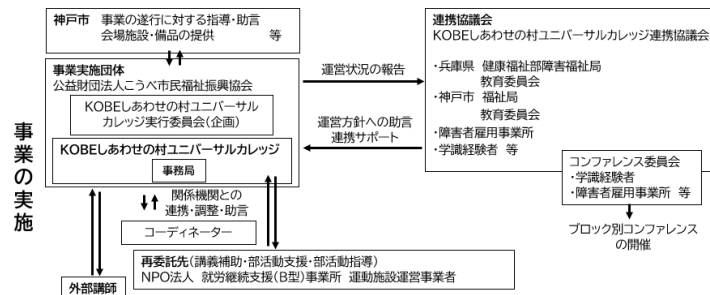 神戸市 事業の遂行に対する指導・助言
会場施設・備品の提供 等
事業実施団体
公益財団法人こうべ市民福祉振興協会
KOBEしあわせの村ユニバーサル
カレッジ実行委員会(企画)
KOBEしあわせの村ユニバーサルカレッジ
事務局
関係機関との
連携・調整・助言
コーディネーター
再委託先(講義補助・部活動支援・部活動指導)
NPO法人 就労継続支援(B型)事業所 運動施設運営事業者
外部講師
事業の実施
運営状況の報告
運営方針への助言
連携サポート
連携協議会
KOBEしあわせの村ユニバーサルカレッジ連携協議会
・兵庫県 健康福祉部障害福祉局
教育委員会
・神戸市 福祉局
教育委員会
・障害者雇用事業所
・学識経験者 等
コンファレンス委員会
・学識経験者
・障害者雇用事業所 等
ブロック別コンファレンス
の開催